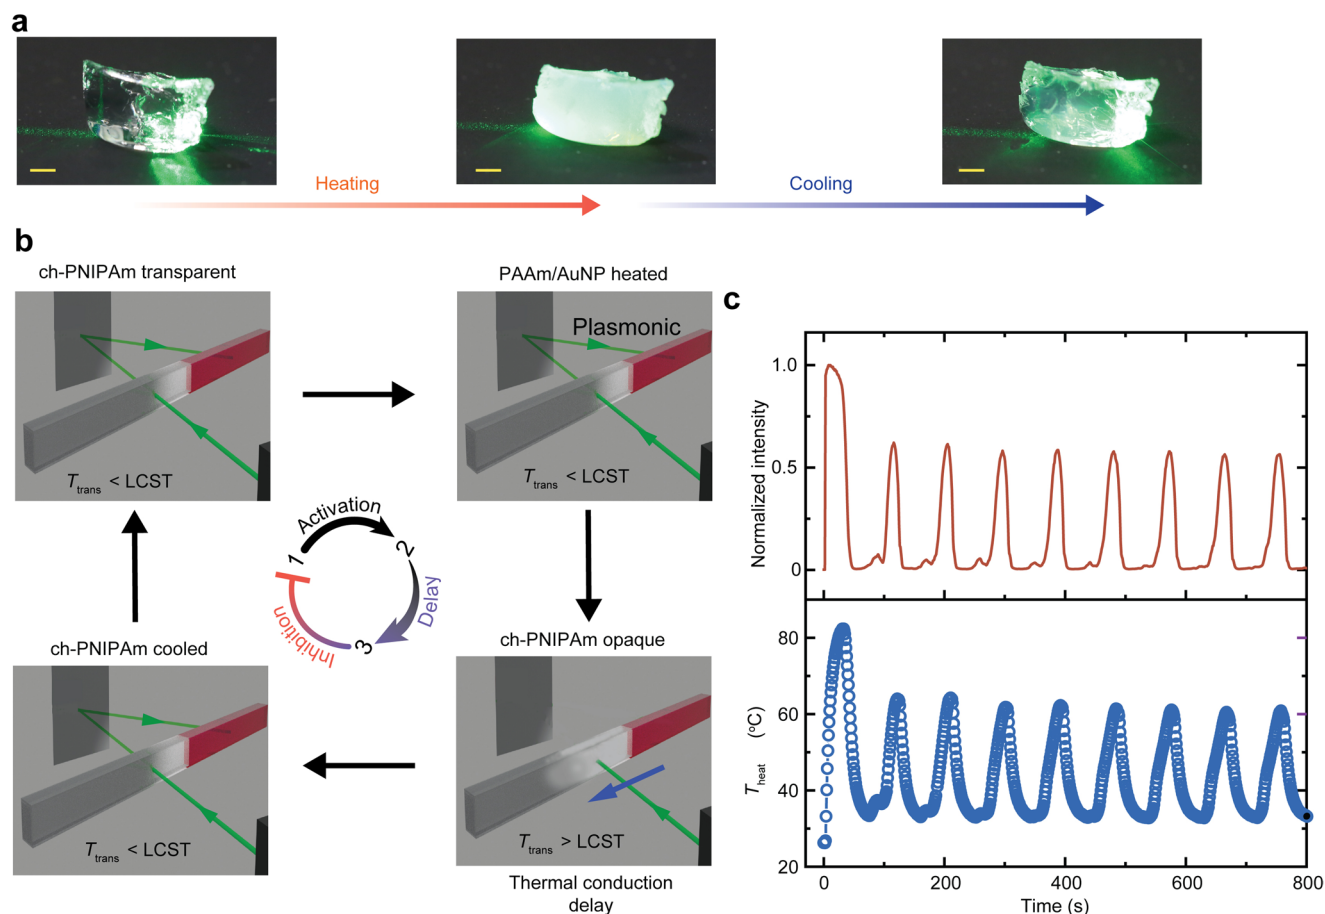 a
Heating
Cooling
b
ch-PNIPAm transparent
PAAm/AuNP heated
Plasmonic
T trans < LCST
T trans < LCST
Activation
1
2
Delay
3
Inhibition
ch-PNIPAm cooled
ch-PNIPAm opaque
T trans < LCST
T trans > LCST
Thermal conduction
delay
c
Normalized intensity
1.0
0.5
0
T heat (°C)
80
60
40
20
0
200
400
600
800
Time (s)